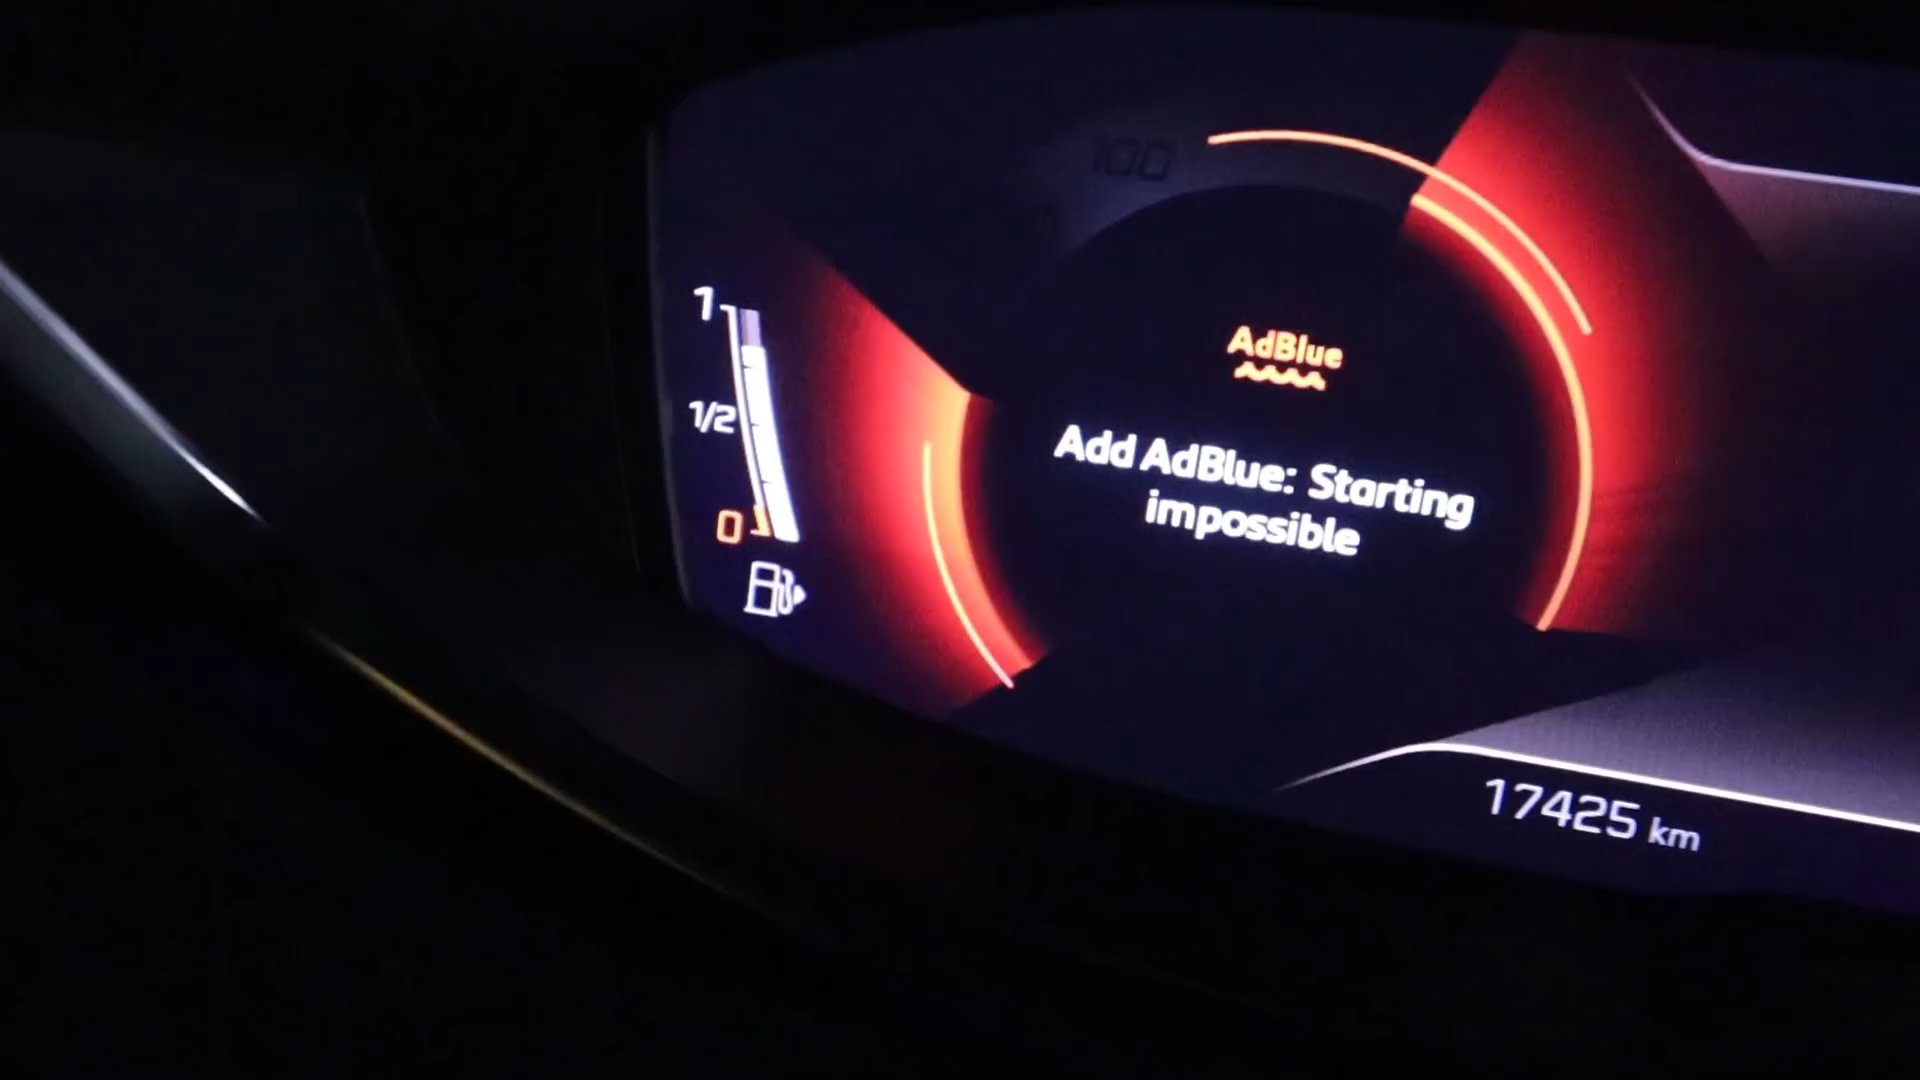 100
1
1/2
0
AdBlue
Add AdBlue: Starting
impossible
17425 km